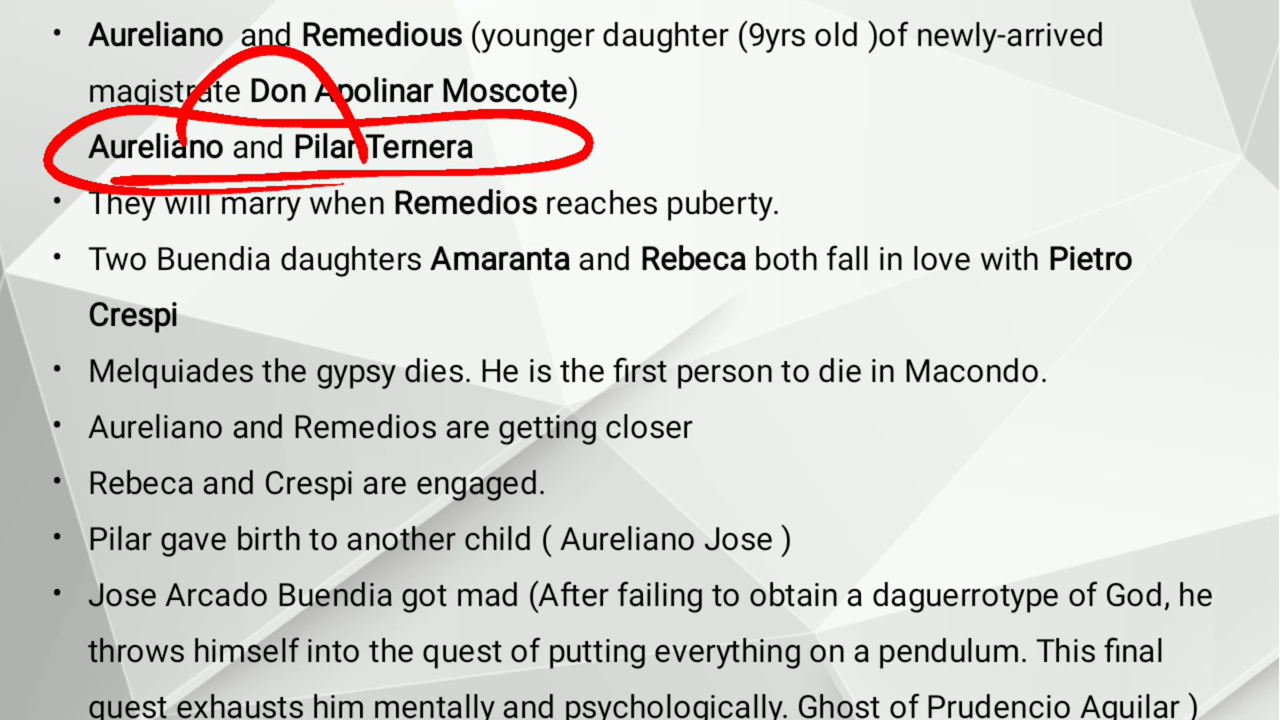 • Aureliano and Remedious (younger daughter (9yrs old )of newly-arrived
magistrate Don Apolinar Moscote)
Aureliano and Pilar Ternera
• They will marry when Remedios reaches puberty.
• Two Buendia daughters Amaranta and Rebeca both fall in love with Pietro
Crespi
• Melquiades the gypsy dies. He is the first person to die in Macondo.
• Aureliano and Remedios are getting closer
• Rebeca and Crespi are engaged.
• Pilar gave birth to another child ( Aureliano Jose )
• Jose Arcado Buendia got mad (After failing to obtain a daguerrotype of God, he
throws himself into the quest of putting everything on a pendulum. This final
quest exhausts him mentally and psychologically. Ghost of Prudencio Aguilar )